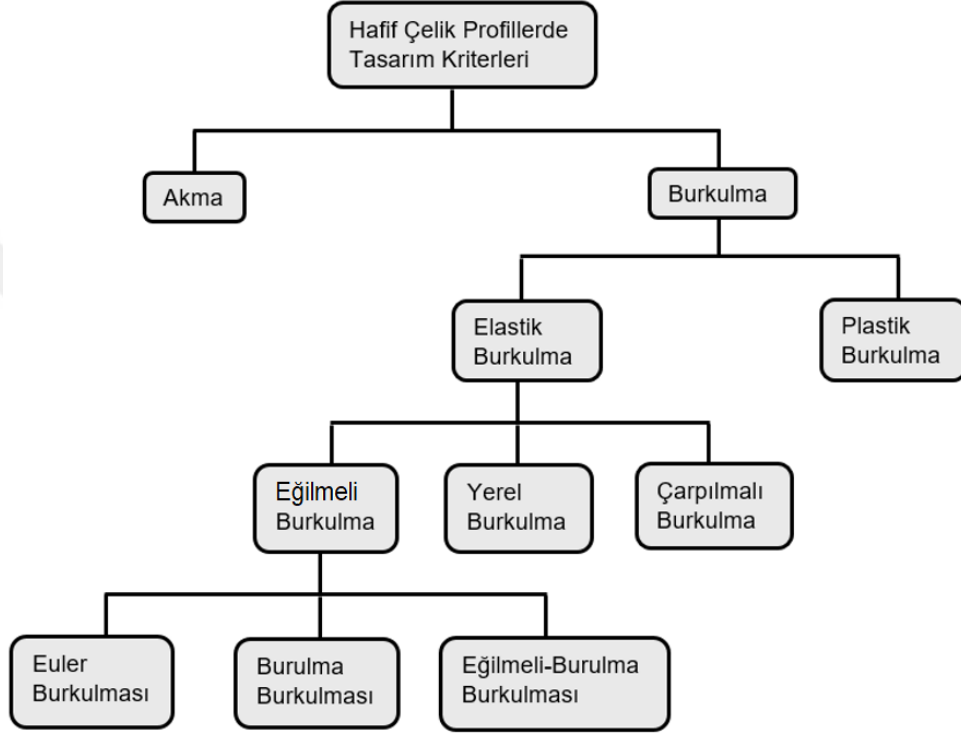 Hafif Çelik Profillerde
Tasarım Kriterleri
Akma
Burkulma
Elastik
Burkulma
Plastik
Burkulma
Eğilmeli
Burkulma
Yerel
Burkulma
Çarpılmalı
Burkulma
Euler
Burkulması
Burulma
Burkulması
Eğilmeli-Burulma
Burkulması